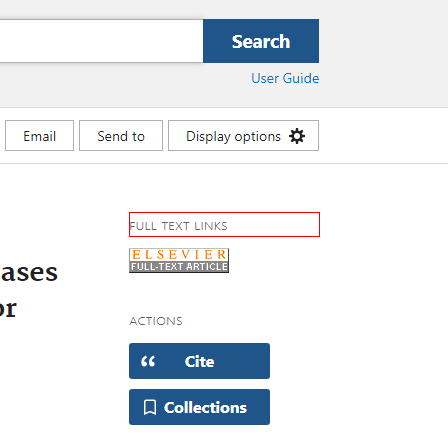 Search
User Guide
Email
Send to
Display options
FULL TEXT LINKS
ELSEVIER
FULL-TEXT ARTICLE
ases
or
ACTIONS
Cite
Collections